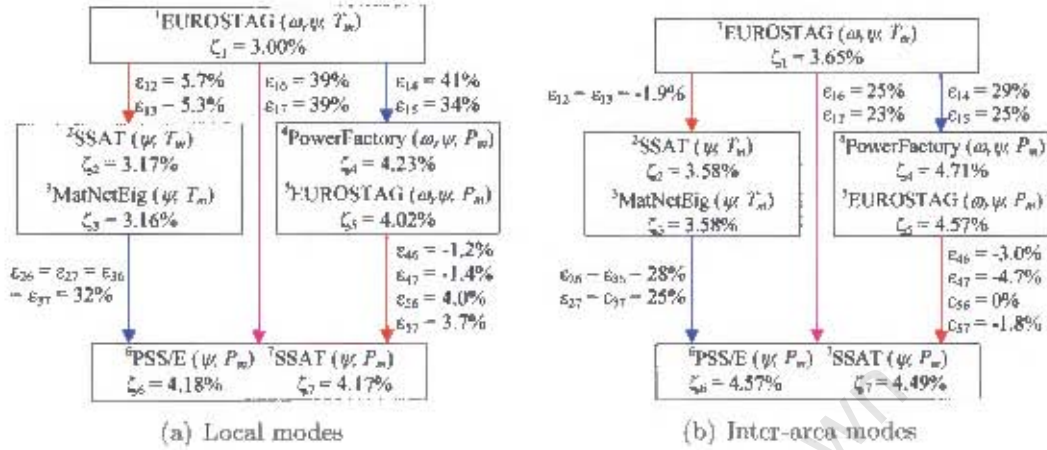 ¹EUROSTAG (ω, ψ, Tₘ)
ζ₁ = 3.00%
ε₁₂ = 5.7%
ε₁₃ = 5.3%
ε₁₆ = 39%
ε₁₇ = 39%
ε₁₄ = 41%
ε₁₅ = 34%
²SSAT (ψ, Tₘ)
ζ₂ = 3.17%
³MatNetEig (ψ, Tₘ)
ζ₃ = 3.16%
⁴PowerFactory (ω, ψ, Pₘ)
ζ₄ = 4.23%
⁵EUROSTAG (ω, ψ, Pₘ)
ζ₅ = 4.02%
ε₂₆ = ε₂₇ = ε₃₆
= ε₃₇ = 32%
ε₄₆ = -1.2%
ε₄₇ = -1.4%
ε₅₆ = 4.0%
ε₅₇ = 3.7%
⁶PSS/E (ψ, Pₘ) ⁷SSAT (ψ, Pₘ)
ζ₆ = 4.18% ζ₇ = 4.17%
(a) Local modes
¹EUROSTAG (ω, ψ, Tₘ)
ζ₁ = 3.65%
ε₁₂ = ε₁₃ = -1.9%
ε₁₆ = 25%
ε₁₇ = 23%
ε₁₄ = 29%
ε₁₅ = 25%
²SSAT (ψ, Tₘ)
ζ₂ = 3.58%
³MatNetEig (ψ, Tₘ)
ζ₃ = 3.58%
⁴PowerFactory (ω, ψ, Pₘ)
ζ₄ = 4.71%
⁵EUROSTAG (ω, ψ, Pₘ)
ζ₅ = 4.57%
ε₂₆ = ε₃₆ = 28%
ε₂₇ = ε₃₇ = 25%
ε₄₆ = -3.0%
ε₄₇ = -4.7%
ε₅₆ = 0%
ε₅₇ = -1.8%
⁶PSS/E (ψ, Pₘ) ⁷SSAT (ψ, Pₘ)
ζ₆ = 4.57% ζ₇ = 4.49%
(b) Inter-area modes